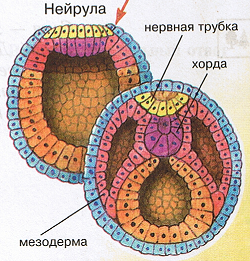 Нейрула
нервная трубка
хорда
мезодерма